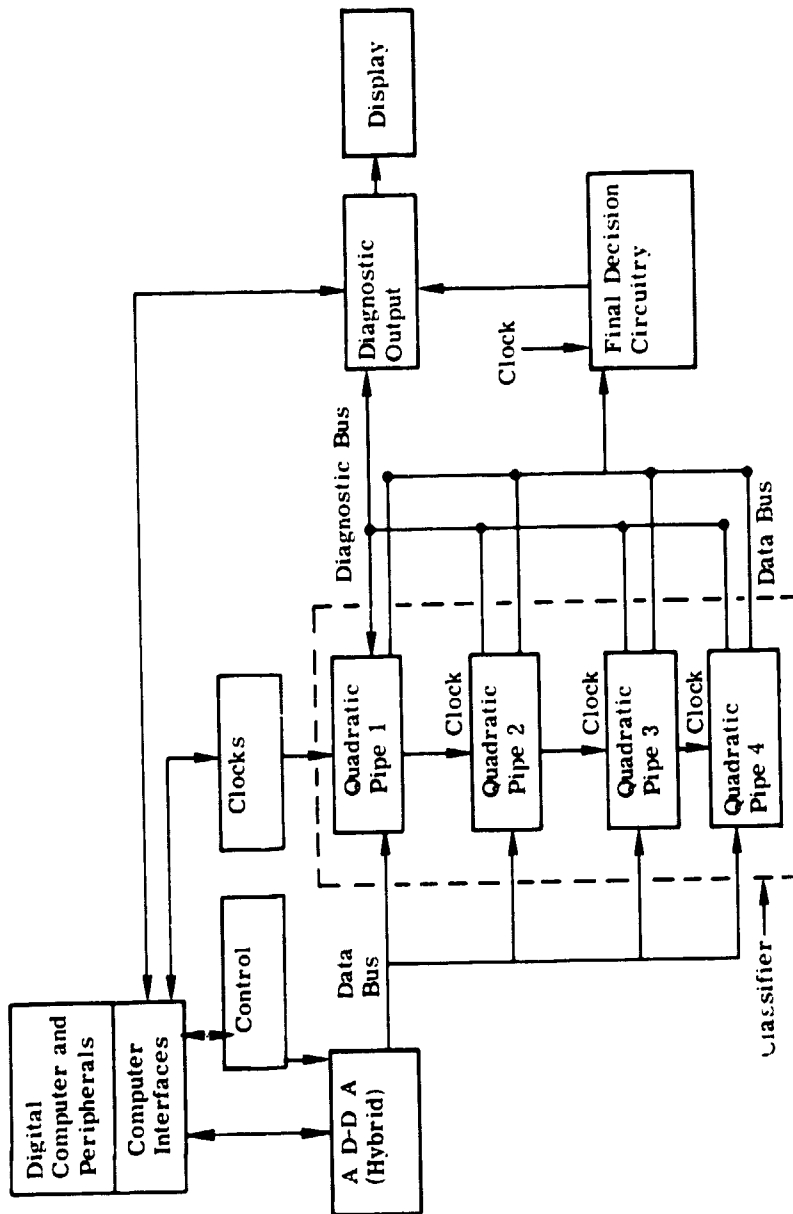 Digital
Computer and
Peripherals
Computer
Interfaces
Control
Clocks
A D-D A
(Hybrid)
Data
Bus
Quadratic
Pipe 1
Clock
Quadratic
Pipe 2
Clock
Quadratic
Pipe 3
Clock
Quadratic
Pipe 4
Classifier
Diagnostic Bus
Data Bus
Diagnostic
Output
Display
Clock
Final Decision
Circuitry